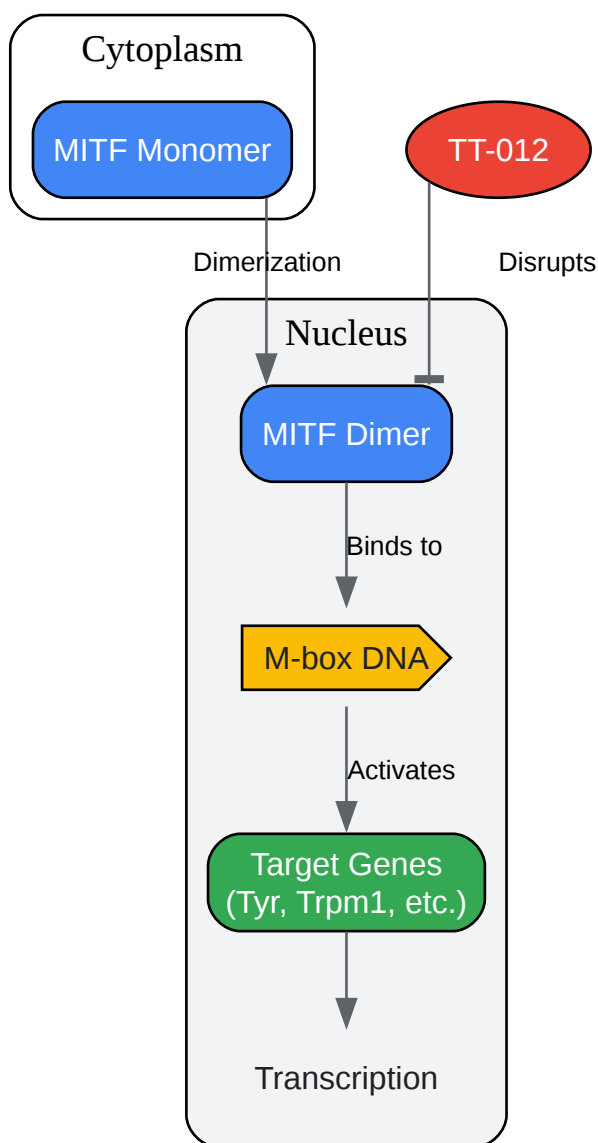 Cytoplasm
MITF Monomer
TT-012
Dimerization
Disrupts
Nucleus
MITF Dimer
Binds to
M-box DNA
Activates
Target Genes
(Tyr, Trpm1, etc.)
Transcription